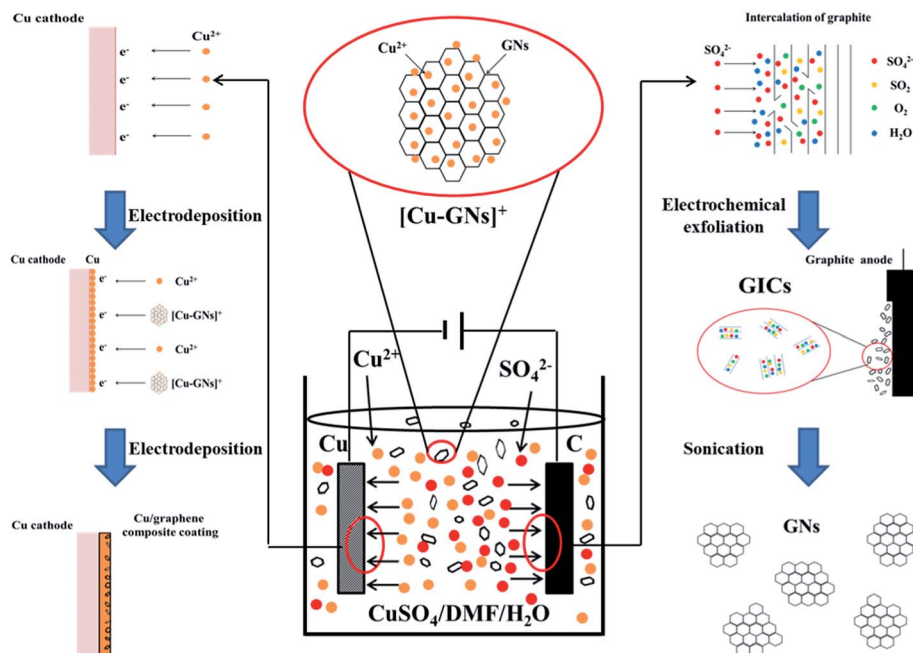 Cu cathode
Cu²⁺
e⁻
e⁻
e⁻
e⁻
Electrodeposition
Cu cathode
Cu
e⁻
Cu²⁺
e⁻
[Cu-GNs]⁺
e⁻
Cu²⁺
e⁻
[Cu-GNs]⁺
Electrodeposition
Cu cathode
Cu/graphene
composite coating
Cu²⁺
GNs
[Cu-GNs]⁺
Cu²⁺
SO₄²⁻
Cu
C
CuSO₄/DMF/H₂O
Intercalation of graphite
SO₄²⁻
SO₄²⁻
SO₂
O₂
H₂O
Electrochemical
exfoliation
Graphite anode
GICs
Sonication
GNs